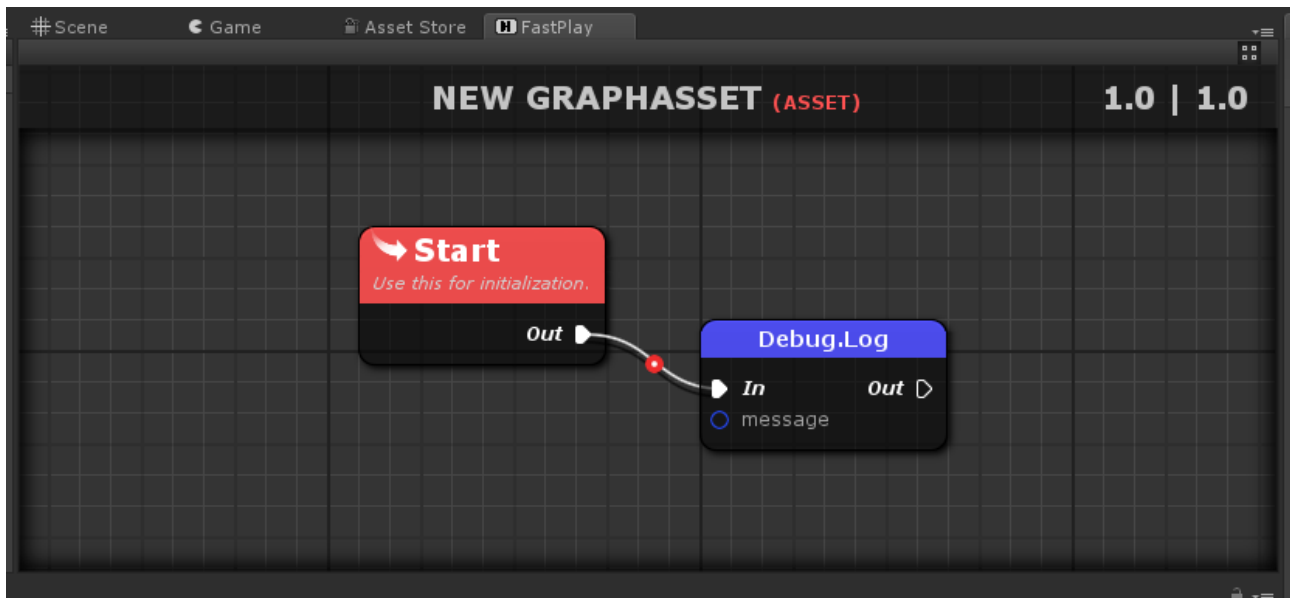 Scene Game Asset Store FastPlay
NEW GRAPHASSET (ASSET) 1.0 | 1.0
Start
Use this for initialization.
Out
Debug.Log
In Out
message